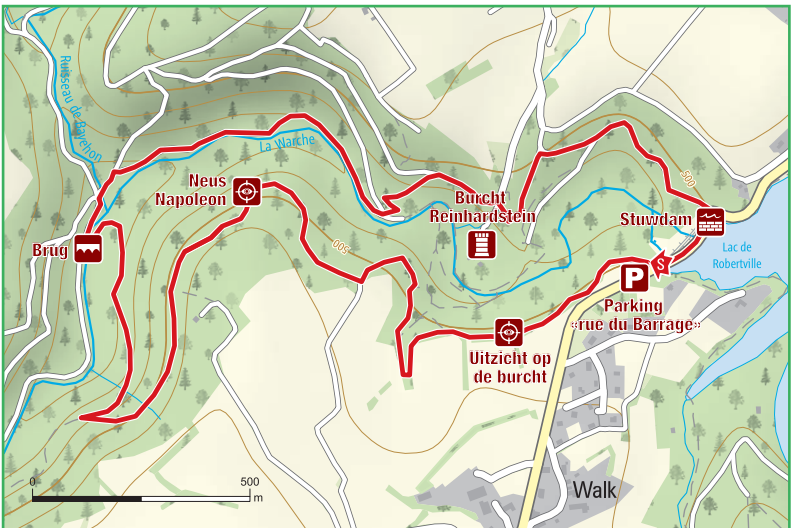 Ruisseau de Bayehon
La Warche
Neus
Napoleon
Burcht
Reinhardstein
500
Stuwdam
Brug
500
Lac de
Robertville
S
P
Parking
«rue du Barrage»
Uitzicht op
de burcht
0
500
m
Walk